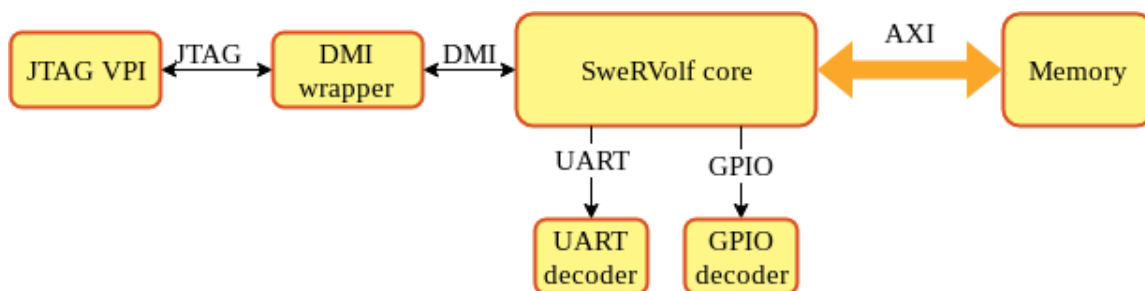 JTAG VPI
JTAG
DMI
wrapper
DMI
SweRVolf core
AXI
Memory
UART
GPIO
UART
decoder
GPIO
decoder